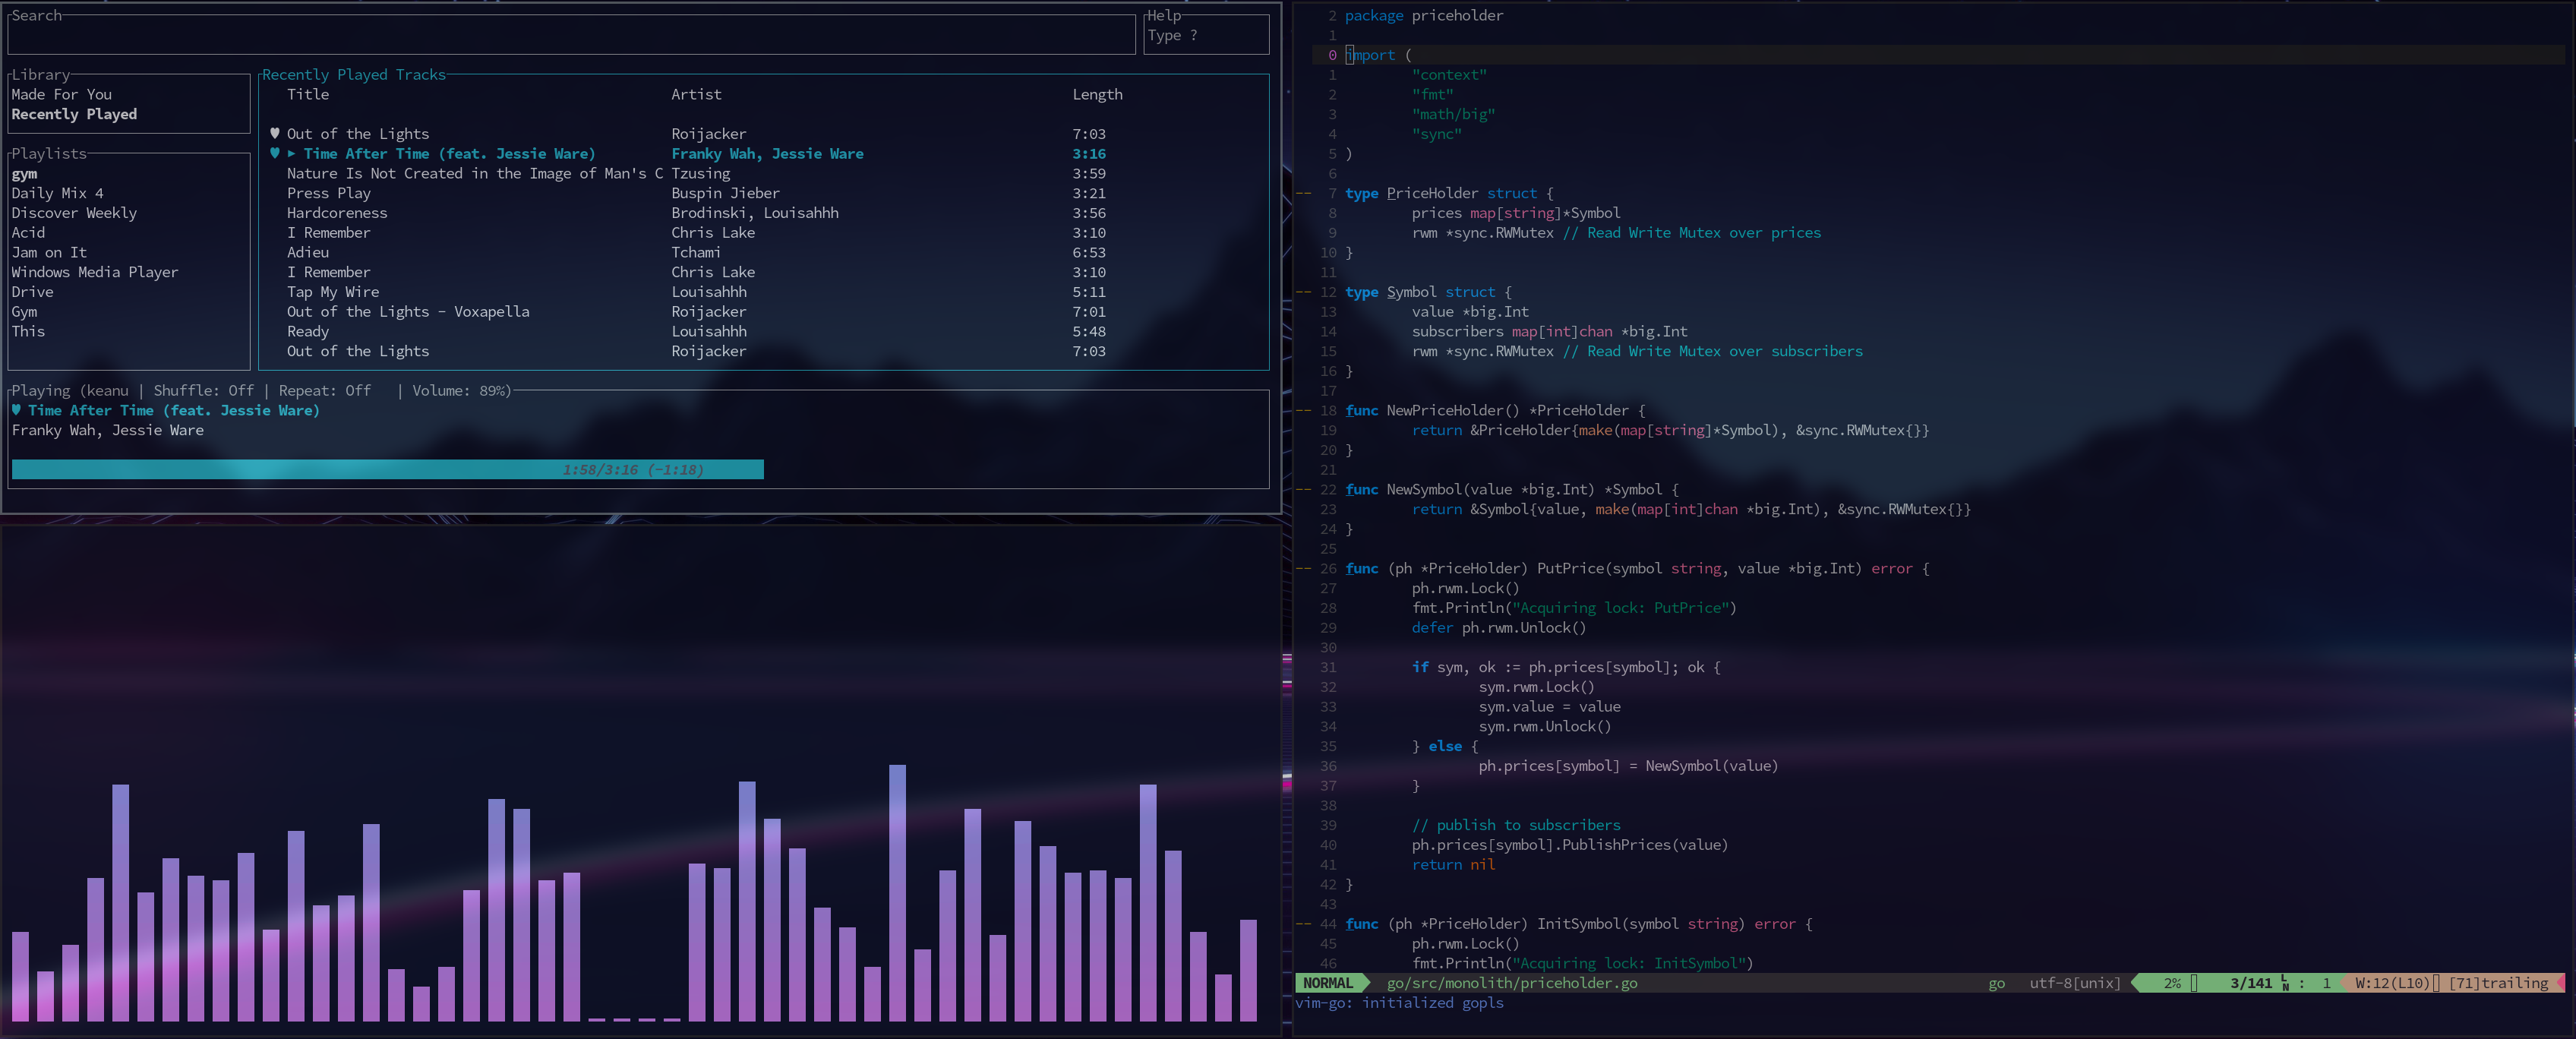 Search
Help
Type ?
Library
Made For You
Recently Played
Playlists
gym
Daily Mix 4
Discover Weekly
Acid
Jam on It
Windows Media Player
Drive
Gym
This
Recently Played Tracks
Title Artist Length
♥ Out of the Lights Roijacker 7:03
♥ ▶ Time After Time (feat. Jessie Ware) Franky Wah, Jessie Ware 3:16
Nature Is Not Created in the Image of Man's C Tzusing 3:59
Press Play Buspin Jieber 3:21
Hardcoreness Brodinski, Louisahhh 3:56
I Remember Chris Lake 3:10
Adieu Tchami 6:53
I Remember Chris Lake 3:10
Tap My Wire Louisahhh 5:11
Out of the Lights - Voxapella Roijacker 7:01
Ready Louisahhh 5:48
Out of the Lights Roijacker 7:03
Playing (keanu | Shuffle: Off | Repeat: Off   | Volume: 89%)
♥ Time After Time (feat. Jessie Ware)
Franky Wah, Jessie Ware
1:58/3:16 (-1:18)
2 package priceholder
1
0 import (
1 "context"
2 "fmt"
3 "math/big"
4 "sync"
5 )
6
-- 7 type PriceHolder struct {
8 prices map[string]*Symbol
9 rwm *sync.RWMutex // Read Write Mutex over prices
10 }
11
-- 12 type Symbol struct {
13 value *big.Int
14 subscribers map[int]chan *big.Int
15 rwm *sync.RWMutex // Read Write Mutex over subscribers
16 }
17
-- 18 func NewPriceHolder() *PriceHolder {
19 return &PriceHolder{make(map[string]*Symbol), &sync.RWMutex{}}
20 }
21
-- 22 func NewSymbol(value *big.Int) *Symbol {
23 return &Symbol{value, make(map[int]chan *big.Int), &sync.RWMutex{}}
24 }
25
-- 26 func (ph *PriceHolder) PutPrice(symbol string, value *big.Int) error {
27 ph.rwm.Lock()
28 fmt.Println("Acquiring lock: PutPrice")
29 defer ph.rwm.Unlock()
30
31 if sym, ok := ph.prices[symbol]; ok {
32 sym.rwm.Lock()
33 sym.value = value
34 sym.rwm.Unlock()
35 } else {
36 ph.prices[symbol] = NewSymbol(value)
37 }
38
39 // publish to subscribers
40 ph.prices[symbol].PublishPrices(value)
41 return nil
42 }
43
-- 44 func (ph *PriceHolder) InitSymbol(symbol string) error {
45 ph.rwm.Lock()
46 fmt.Println("Acquiring lock: InitSymbol")
NORMAL go/src/monolith/priceholder.go go utf-8[unix] 2% 3/141 LN : 1 W:12(L10) [71]trailing
vim-go: initialized gopls